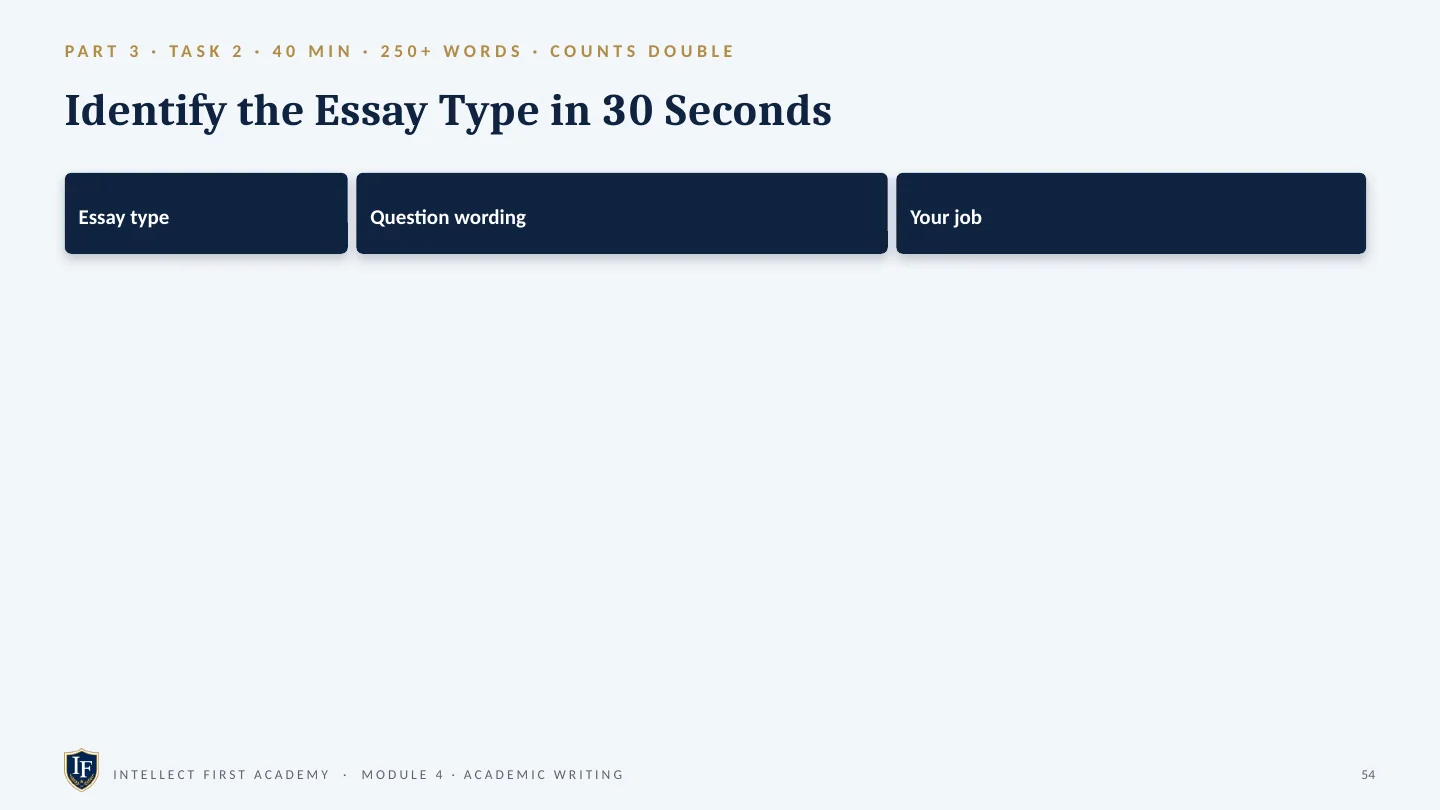 PART 3 · TASK 2 · 40 MIN · 250+ WORDS · COUNTS DOUBLE
Identify the Essay Type in 30 Seconds
Essay type
Question wording
Your job
IF
INTELLECT FIRST ACADEMY · MODULE 4 · ACADEMIC WRITING
54